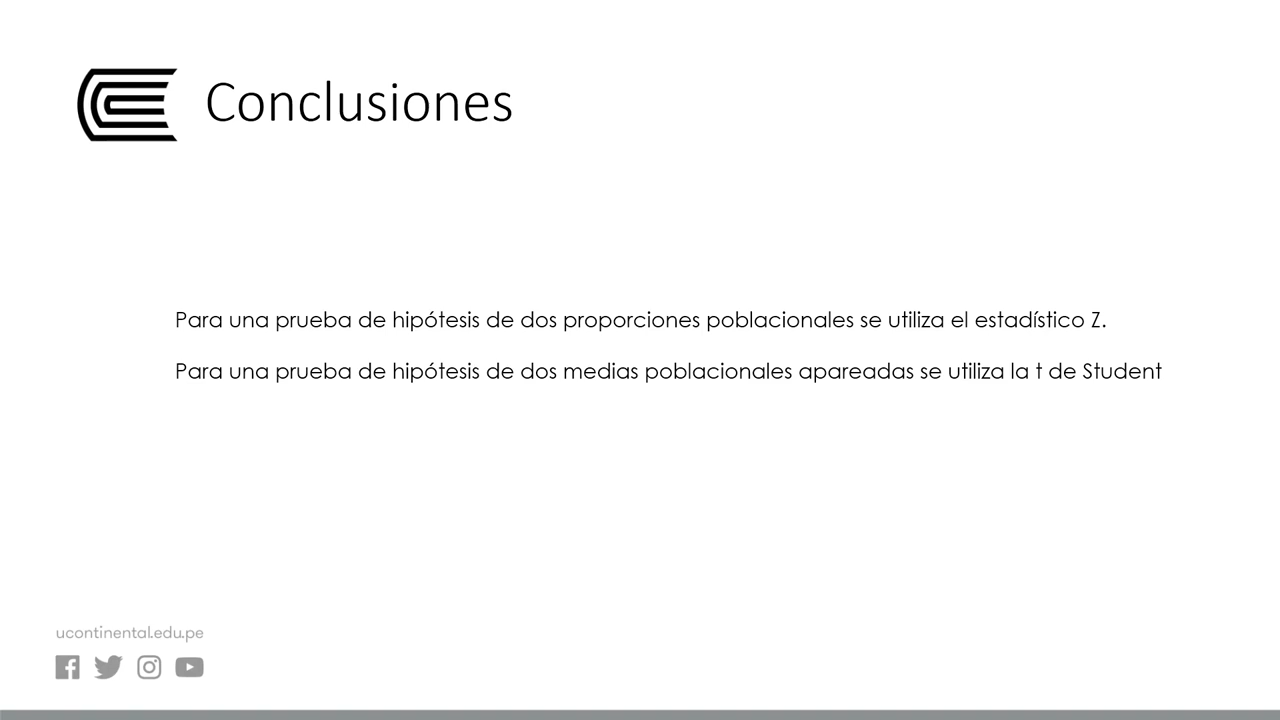 Conclusiones
Para una prueba de hipótesis de dos proporciones poblacionales se utiliza el estadístico Z.
Para una prueba de hipótesis de dos medias poblacionales apareadas se utiliza la t de Student
ucontinental.edu.pe